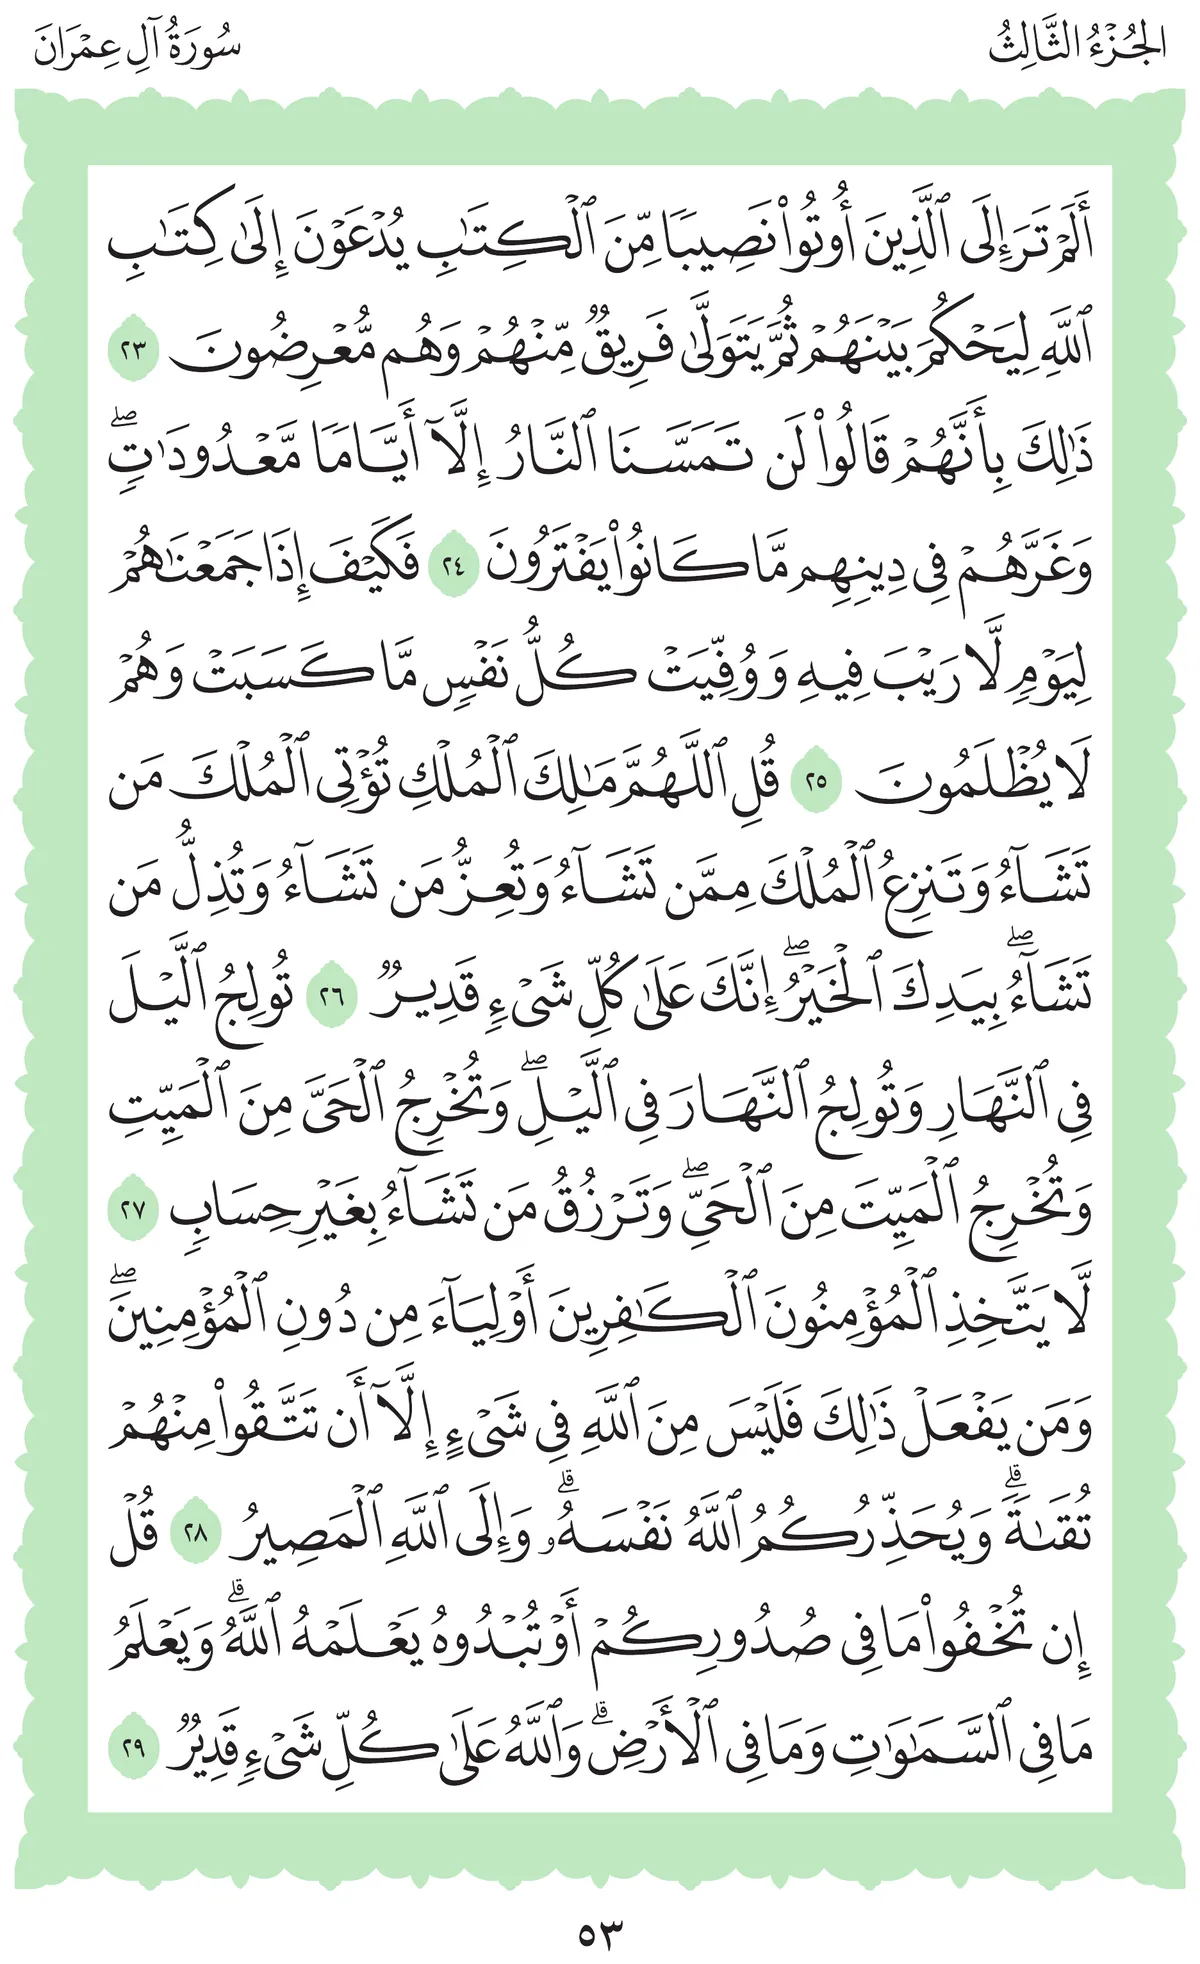 الجُزْءُ الثَّالِثُ
سُورَةُ آلِ عِمْرَانَ
أَلَمْ تَرَ إِلَى ٱلَّذِينَ أُوتُوا۟ نَصِيبًا مِّنَ ٱلْكِتَٰبِ يُدْعَوْنَ إِلَىٰ كِتَٰبِ
ٱللَّهِ لِيَحْكُمَ بَيْنَهُمْ ثُمَّ يَتَوَلَّىٰ فَرِيقٌ مِّنْهُمْ وَهُم مُّعْرِضُونَ ٢٣
ذَٰلِكَ بِأَنَّهُمْ قَالُوا۟ لَن تَمَسَّنَا ٱلنَّارُ إِلَّآ أَيَّامًا مَّعْدُودَٰتٍ ۖ
وَغَرَّهُمْ فِى دِينِهِم مَّا كَانُوا۟ يَفْتَرُونَ ٢٤ فَكَيْفَ إِذَا جَمَعْنَٰهُمْ
لِيَوْمٍ لَّا رَيْبَ فِيهِ وَوُفِّيَتْ كُلُّ نَفْسٍ مَّا كَسَبَتْ وَهُمْ
لَا يُظْلَمُونَ ٢٥ قُلِ ٱللَّهُمَّ مَٰلِكَ ٱلْمُلْكِ تُؤْتِى ٱلْمُلْكَ مَن
تَشَآءُ وَتَنزِعُ ٱلْمُلْكَ مِمَّن تَشَآءُ وَتُعِزُّ مَن تَشَآءُ وَتُذِلُّ مَن
تَشَآءُ ۖ بِيَدِكَ ٱلْخَيْرُ ۖ إِنَّكَ عَلَىٰ كُلِّ شَىْءٍ قَدِيرٌ ٢٦ تُولِجُ ٱلَّيْلَ
فِى ٱلنَّهَارِ وَتُولِجُ ٱلنَّهَارَ فِى ٱلَّيْلِ ۖ وَتُخْرِجُ ٱلْحَىَّ مِنَ ٱلْمَيِّتِ
وَتُخْرِجُ ٱلْمَيِّتَ مِنَ ٱلْحَىِّ ۖ وَتَرْزُقُ مَن تَشَآءُ بِغَيْرِ حِسَابٍ ٢٧
لَّا يَتَّخِذِ ٱلْمُؤْمِنُونَ ٱلْكَٰفِرِينَ أَوْلِيَآءَ مِن دُونِ ٱلْمُؤْمِنِينَ ۖ
وَمَن يَفْعَلْ ذَٰلِكَ فَلَيْسَ مِنَ ٱللَّهِ فِى شَىْءٍ إِلَّآ أَن تَتَّقُوا۟ مِنْهُمْ
تُقَىٰةً ۗ وَيُحَذِّرُكُمُ ٱللَّهُ نَفْسَهُۥ ۗ وَإِلَى ٱللَّهِ ٱلْمَصِيرُ ٢٨ قُلْ
إِن تُخْفُوا۟ مَا فِى صُدُورِكُمْ أَوْ تُبْدُوهُ يَعْلَمْهُ ٱللَّهُ ۗ وَيَعْلَمُ
مَا فِى ٱلسَّمَٰوَٰتِ وَمَا فِى ٱلْأَرْضِ ۗ وَٱللَّهُ عَلَىٰ كُلِّ شَىْءٍ قَدِيرٌ ٢٩
٥٣